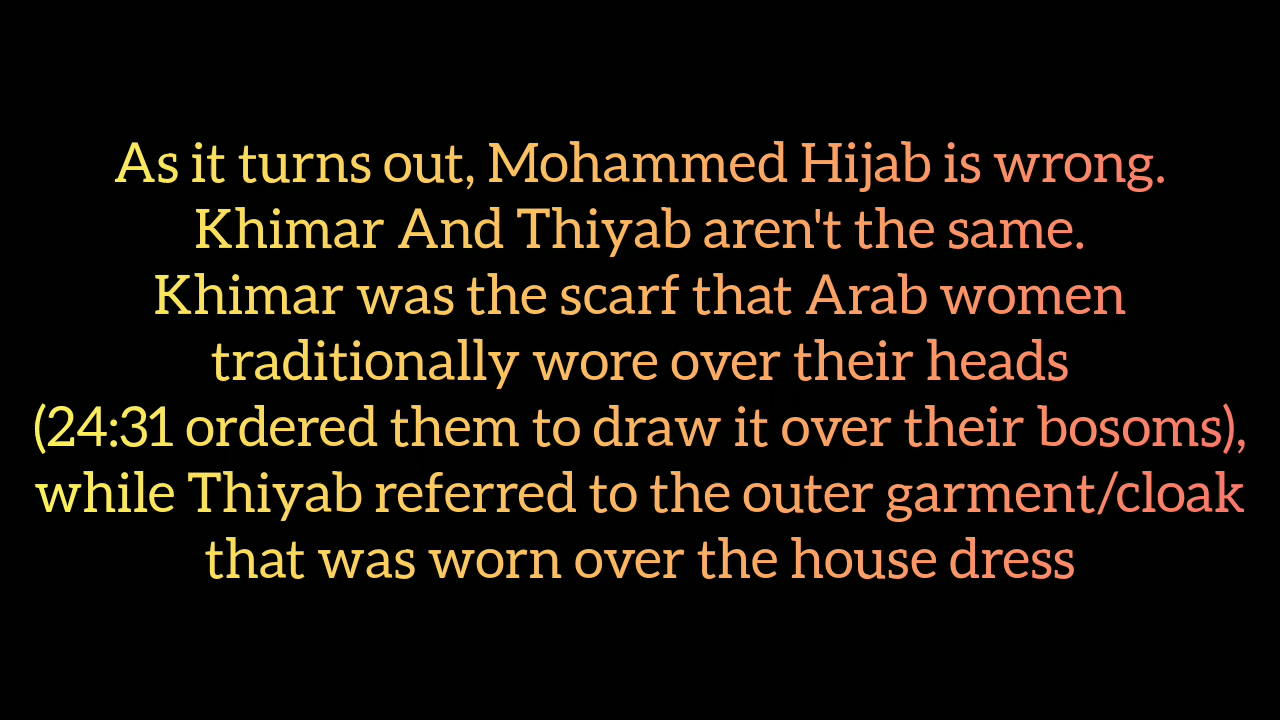 As it turns out, Mohammed Hijab is wrong.
Khimar And Thiyab aren't the same.
Khimar was the scarf that Arab women
traditionally wore over their heads
(24:31 ordered them to draw it over their bosoms),
while Thiyab referred to the outer garment/cloak
that was worn over the house dress